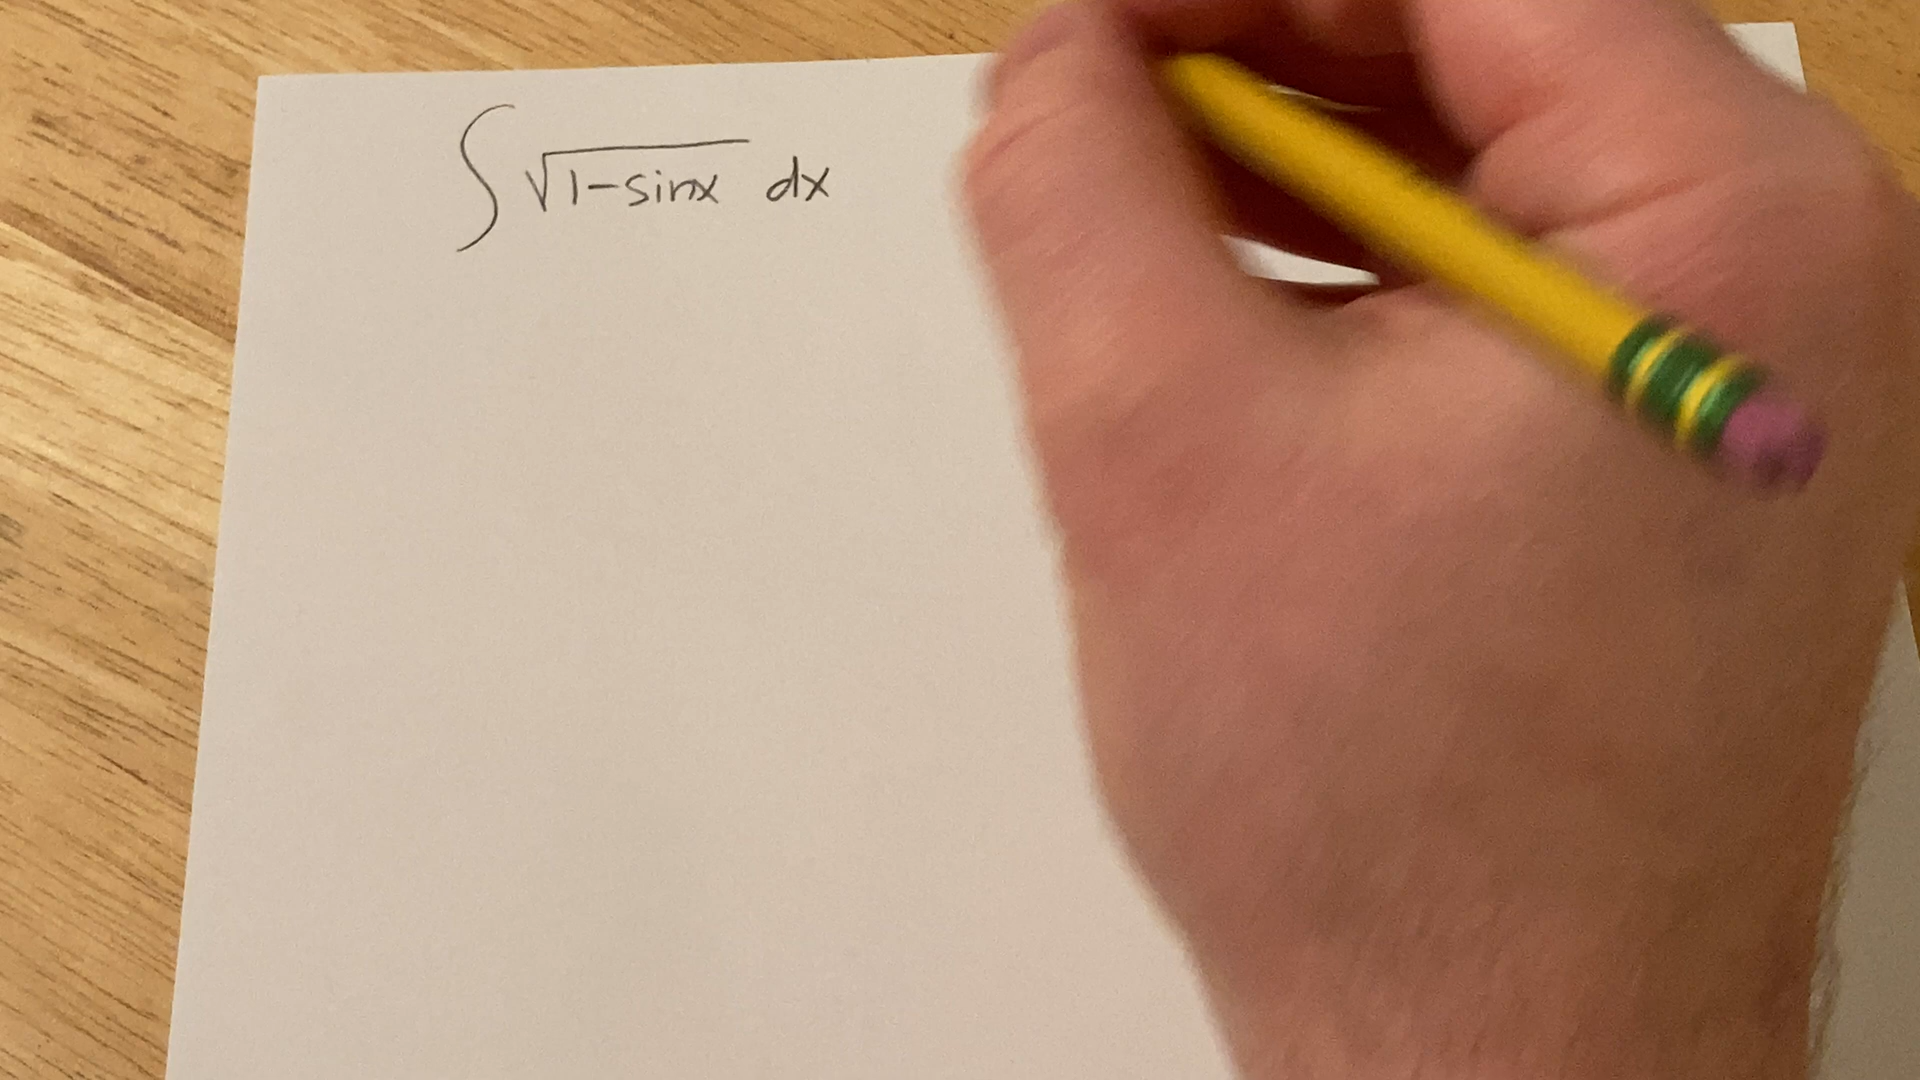 ∫ √(1-sinx) dx